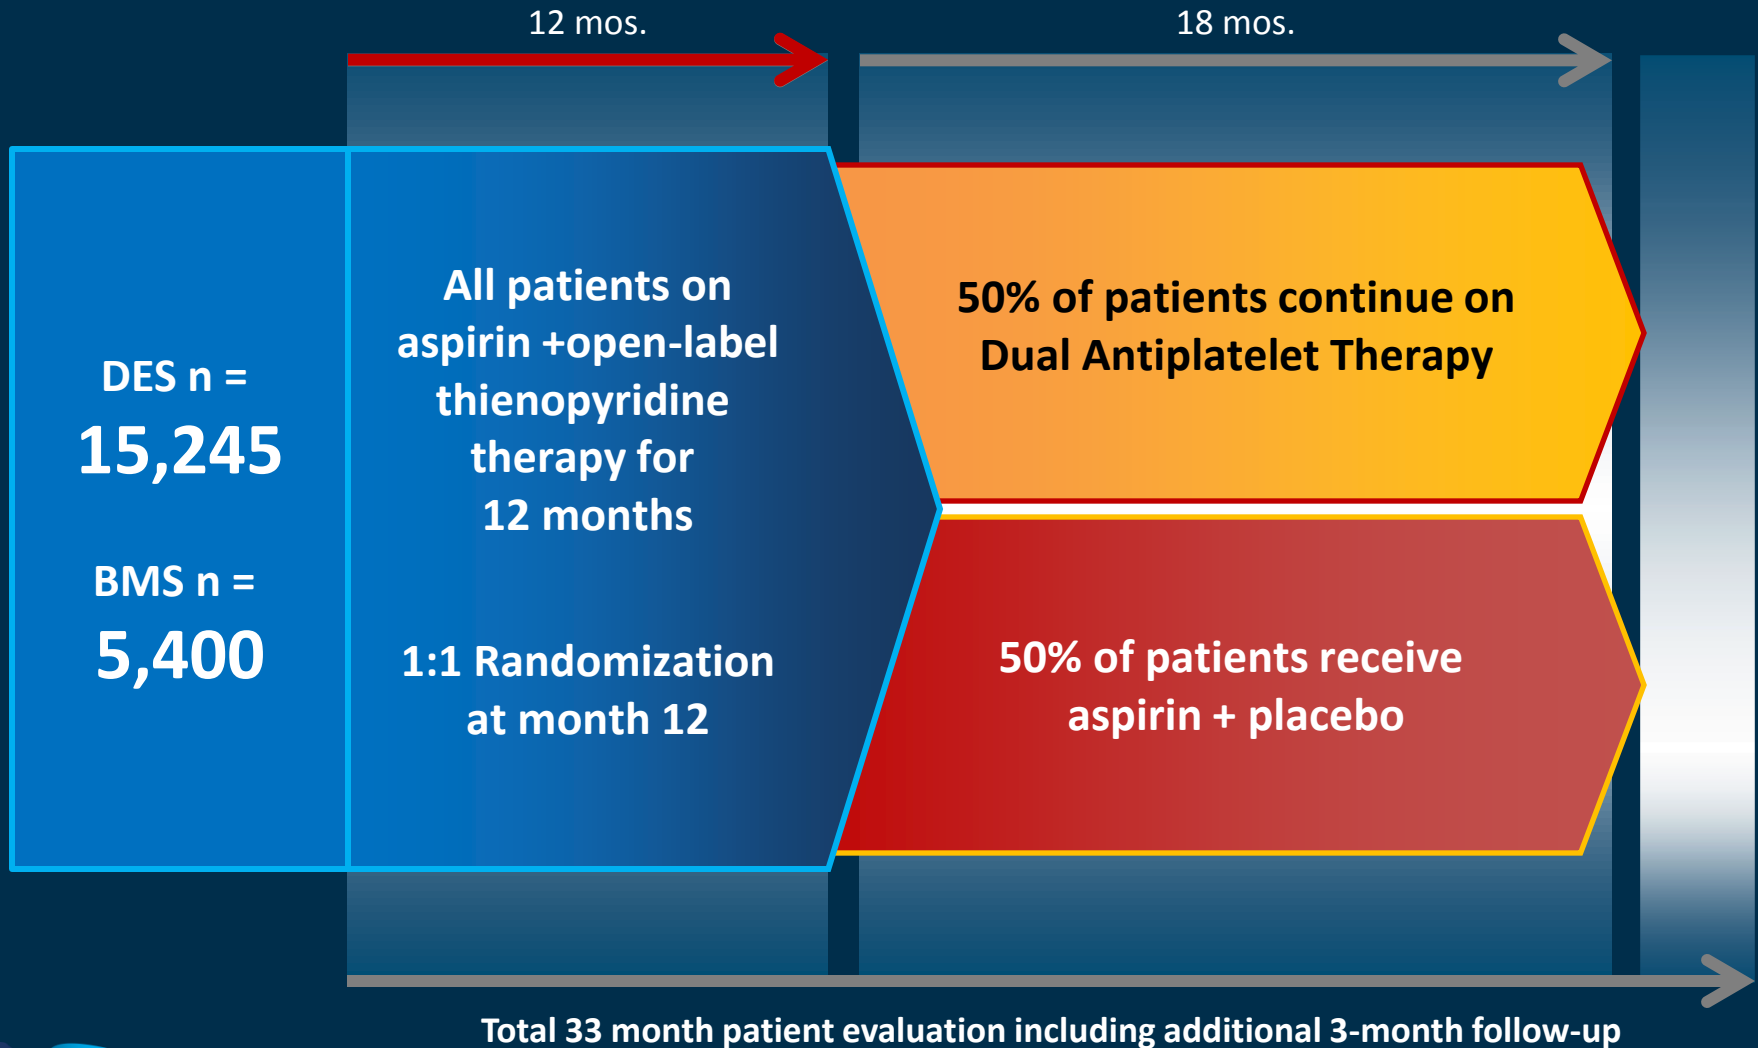 12 mos.
18 mos.
DES n =
15,245
BMS n =
5,400
All patients on
aspirin +open-label
thienopyridine
therapy for
12 months
1:1 Randomization
at month 12
50% of patients continue on
Dual Antiplatelet Therapy
50% of patients receive
aspirin + placebo
Total 33 month patient evaluation including additional 3-month follow-up